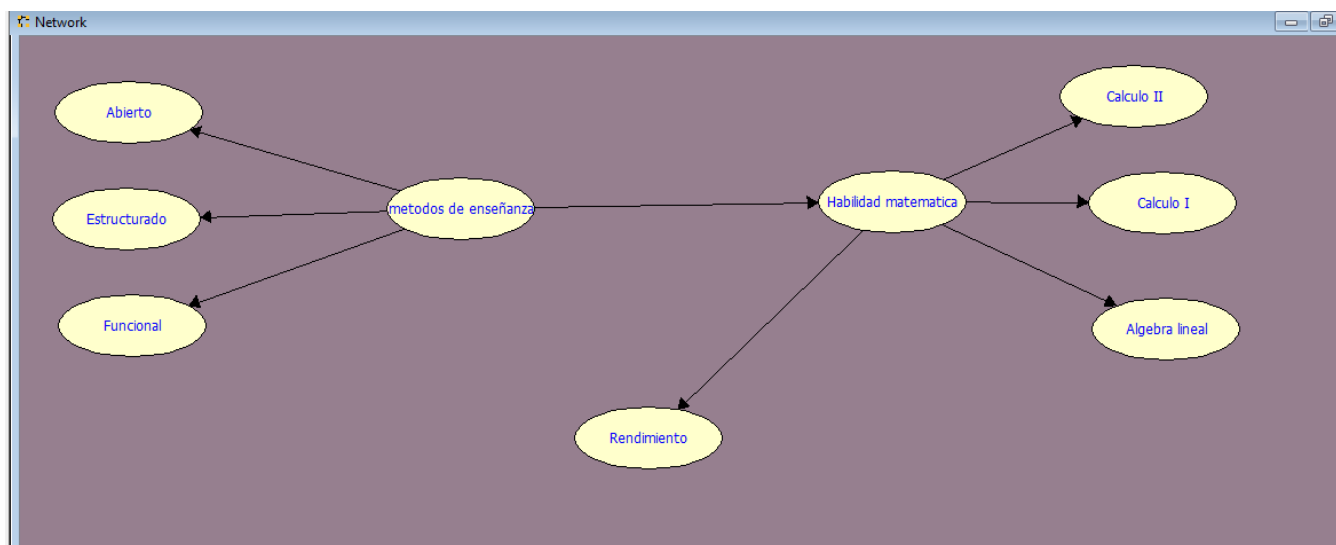 Network
Abierto
Calculo II
Estructurado
metodos de enseñanza
Habilidad matematica
Calculo I
Funcional
Algebra lineal
Rendimiento